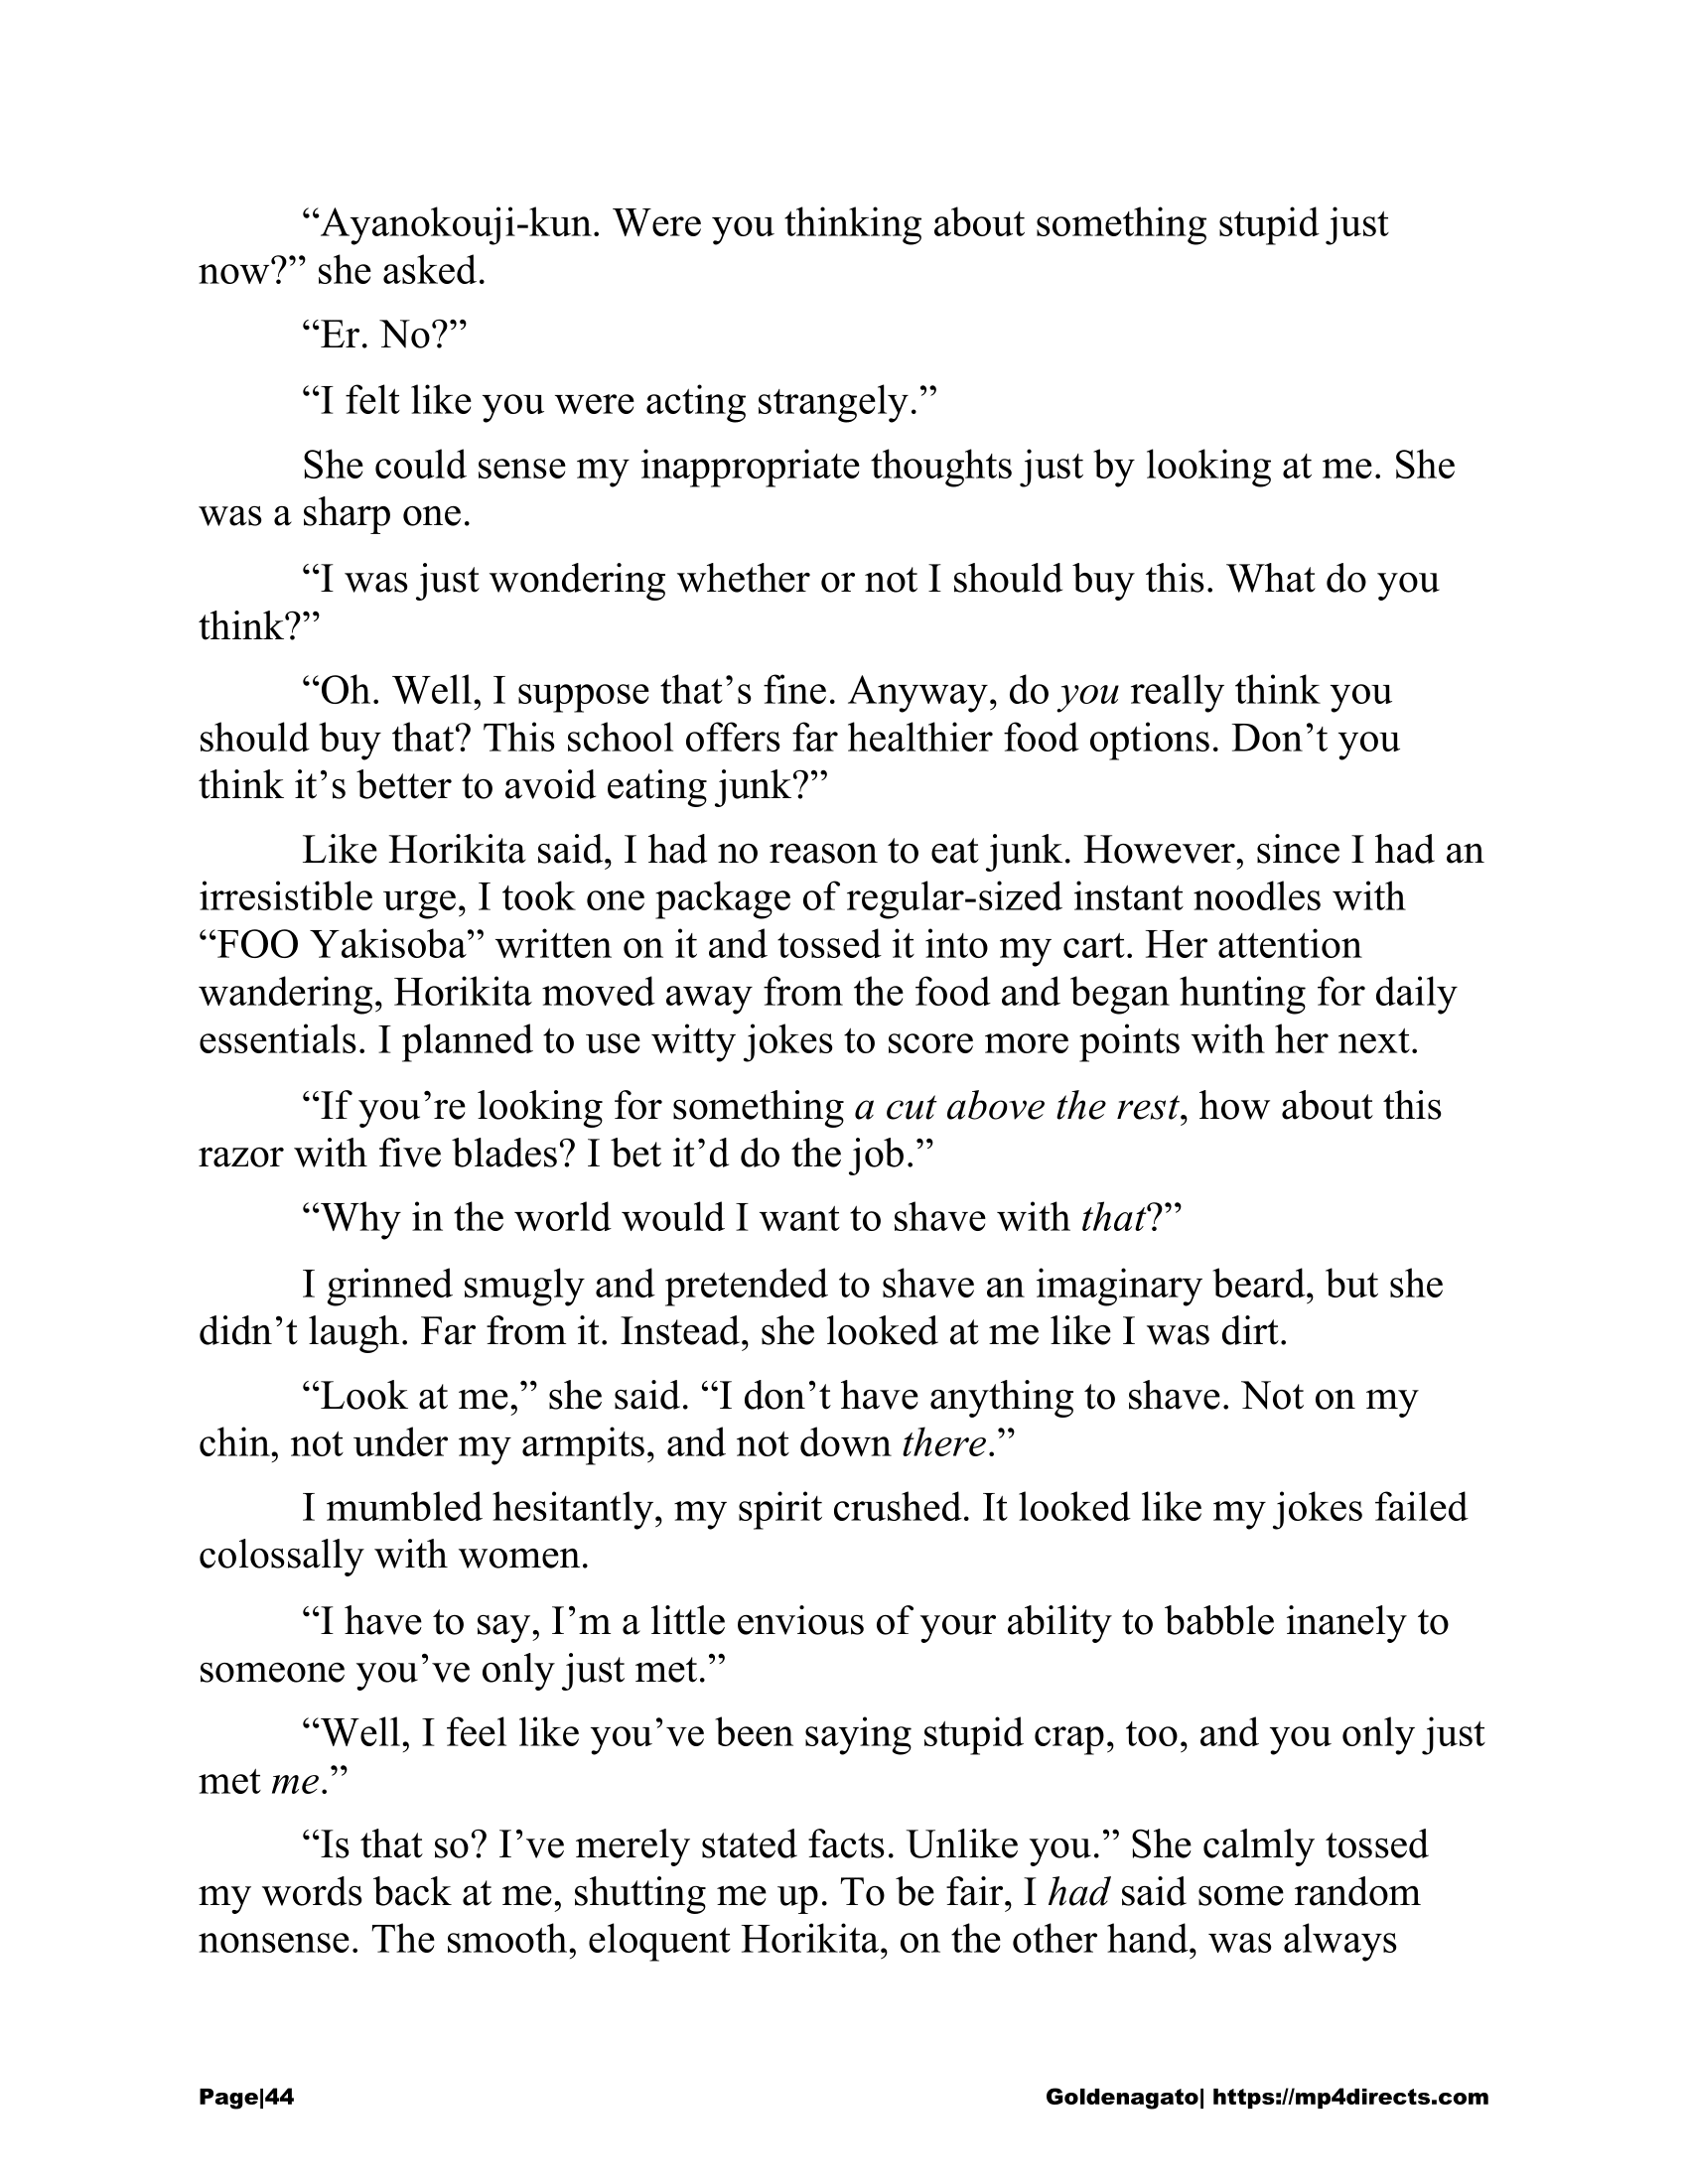 “Ayanokouji-kun. Were you thinking about something stupid just
now?” she asked.
“Er. No?”
“I felt like you were acting strangely.”
She could sense my inappropriate thoughts just by looking at me. She
was a sharp one.
“I was just wondering whether or not I should buy this. What do you
think?”
“Oh. Well, I suppose that’s fine. Anyway, do you really think you
should buy that? This school offers far healthier food options. Don’t you
think it’s better to avoid eating junk?”
Like Horikita said, I had no reason to eat junk. However, since I had an
irresistible urge, I took one package of regular-sized instant noodles with
“FOO Yakisoba” written on it and tossed it into my cart. Her attention
wandering, Horikita moved away from the food and began hunting for daily
essentials. I planned to use witty jokes to score more points with her next.
“If you’re looking for something a cut above the rest, how about this
razor with five blades? I bet it’d do the job.”
“Why in the world would I want to shave with that?”
I grinned smugly and pretended to shave an imaginary beard, but she
didn’t laugh. Far from it. Instead, she looked at me like I was dirt.
“Look at me,” she said. “I don’t have anything to shave. Not on my
chin, not under my armpits, and not down there.”
I mumbled hesitantly, my spirit crushed. It looked like my jokes failed
colossally with women.
“I have to say, I’m a little envious of your ability to babble inanely to
someone you’ve only just met.”
“Well, I feel like you’ve been saying stupid crap, too, and you only just
met me.”
“Is that so? I’ve merely stated facts. Unlike you.” She calmly tossed
my words back at me, shutting me up. To be fair, I had said some random
nonsense. The smooth, eloquent Horikita, on the other hand, was always
Page|44 Goldenagato| https://mp4directs.com